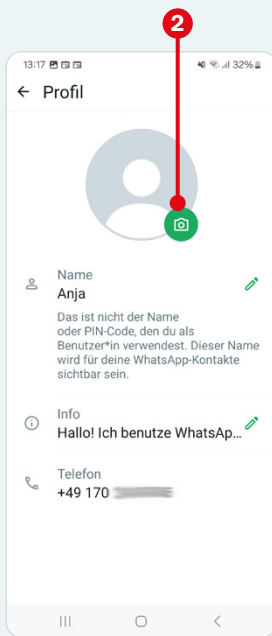 2
13:17 32%
Profil
Name
Anja
Das ist nicht der Name
oder PIN-Code, den du als
Benutzer*in verwendest. Dieser Name
wird für deine WhatsApp-Kontakte
sichtbar sein.
Info
Hallo! Ich benutze WhatsAp...
Telefon
+49 170